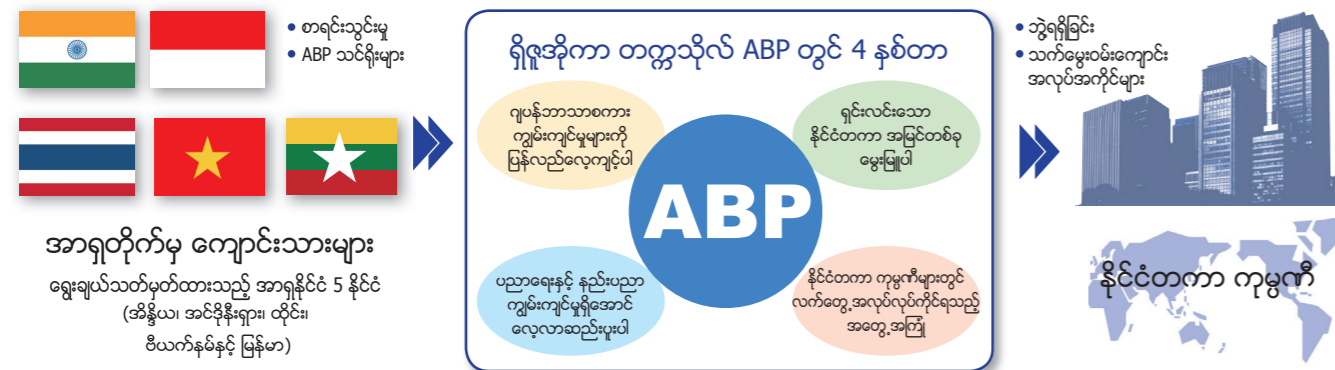 • စာရင်းသွင်းမှု
• ABP သင်ရိုးများ
အာရှတိုက်မှ ကျောင်းသားများ
ရွေးချယ်သတ်မှတ်ထားသည့် အာရှနိုင်ငံ 5 နိုင်ငံ
(အိန္ဒိယ၊ အင်ဒိုနီးရှား၊ ထိုင်း၊
ဗီယက်နမ်နှင့် မြန်မာ)
ရှိဇူအိုကာ တက္ကသိုလ် ABP တွင် 4 နှစ်တာ
ဂျပန်ဘာသာစကား
ကျွမ်းကျင်မှုများကို
ပြန်လည်လေ့ကျင့်ပါ
ရှင်းလင်းသော
နိုင်ငံတကာ အမြင်တစ်ခု
မွေးမြူပါ
ABP
ပညာရေးနှင့် နည်းပညာ
ကျွမ်းကျင်မှုရှိအောင်
လေ့လာဆည်းပူးပါ
နိုင်ငံတကာ ကုမ္ပဏီများတွင်
လက်တွေ့ အလုပ်လုပ်ကိုင်ရသည့်
အတွေ့အကြုံ
• ဘွဲ့ရရှိခြင်း
• သက်မွေးဝမ်းကျောင်း
အလုပ်အကိုင်များ
နိုင်ငံတကာ ကုမ္ပဏီ